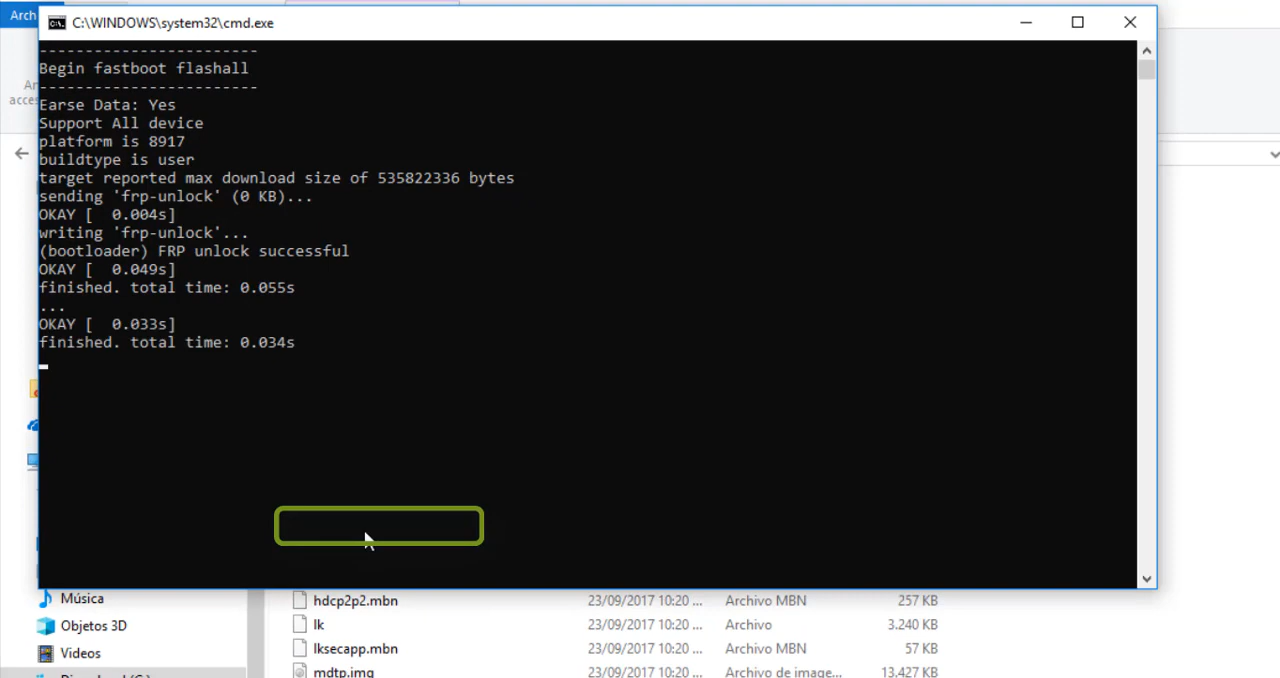 Arch
C:\WINDOWS\system32\cmd.exe
Begin fastboot flashall
Earse Data: Yes
Support All device
platform is 8917
buildtype is user
target reported max download size of 535822336 bytes
sending 'frp-unlock' (0 KB)...
OKAY [  0.004s]
writing 'frp-unlock'...
(bootloader) FRP unlock successful
OKAY [  0.049s]
finished. total time: 0.055s
...
OKAY [  0.033s]
finished. total time: 0.034s
Música
Objetos 3D
Videos
hdcp2p2.mbn 23/09/2017 10:20 ... Archivo MBN 257 KB
lk 23/09/2017 10:20 ... Archivo 3.240 KB
lksecapp.mbn 23/09/2017 10:20 ... Archivo MBN 57 KB
mdtp.img 23/09/2017 10:20 ... Archivo de image... 13.427 KB